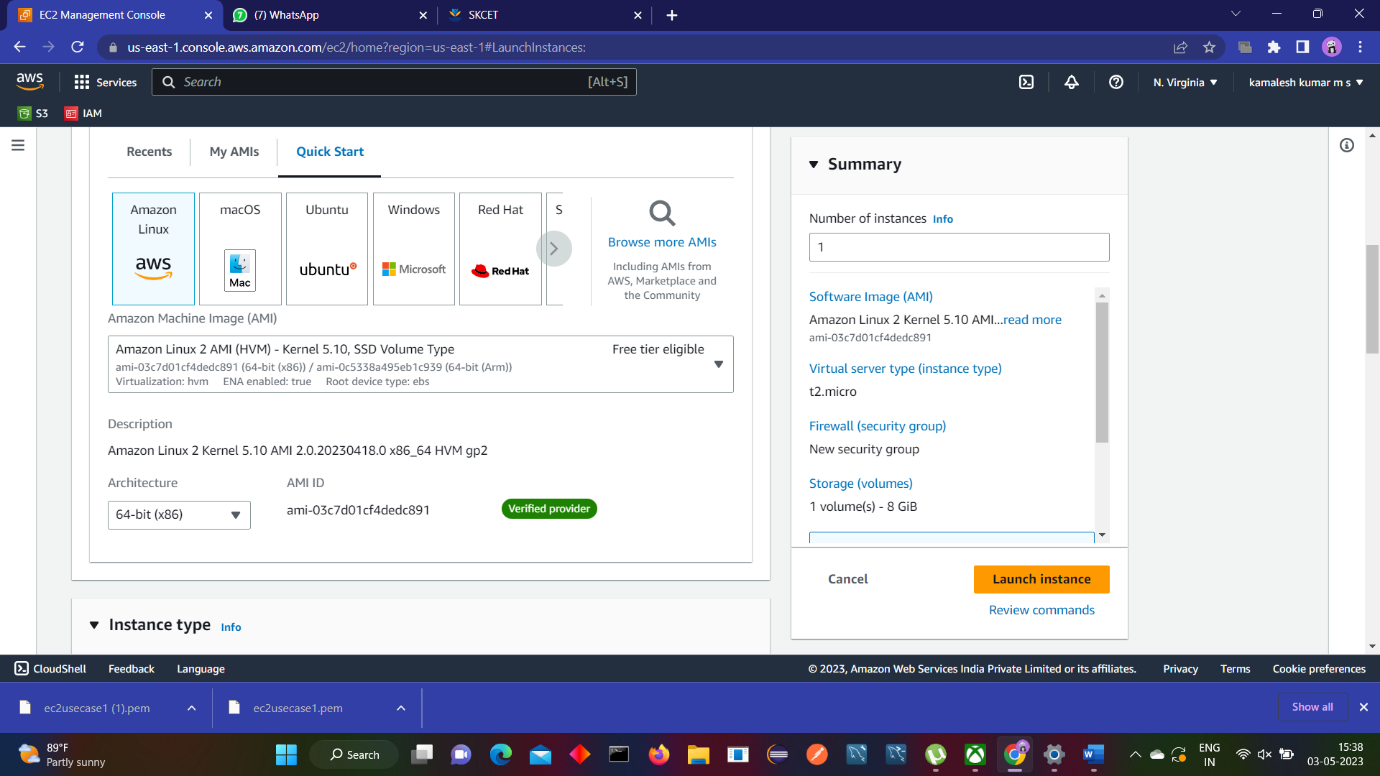 EC2 Management Console
(7) WhatsApp
SKCET
us-east-1.console.aws.amazon.com/ec2/home?region=us-east-1#LaunchInstances:
aws
Services
Search
[Alt+S]
N. Virginia
kamalesh kumar m s
S3
IAM
Recents
My AMIs
Quick Start
Amazon
Linux
aws
macOS
Mac
Ubuntu
ubuntu
Windows
Microsoft
Red Hat
Red Hat
S
Browse more AMIs
Including AMIs from
AWS, Marketplace and
the Community
Amazon Machine Image (AMI)
Amazon Linux 2 AMI (HVM) - Kernel 5.10, SSD Volume Type
Free tier eligible
ami-03c7d01cf4dedc891 (64-bit (x86)) / ami-0c5338a495eb1c939 (64-bit (Arm))
Virtualization: hvm ENA enabled: true Root device type: ebs
Description
Amazon Linux 2 Kernel 5.10 AMI 2.0.20230418.0 x86_64 HVM gp2
Architecture
AMI ID
64-bit (x86)
ami-03c7d01cf4dedc891
Verified provider
Instance type Info
Summary
Number of instances Info
1
Software Image (AMI)
Amazon Linux 2 Kernel 5.10 AMI...read more
ami-03c7d01cf4dedc891
Virtual server type (instance type)
t2.micro
Firewall (security group)
New security group
Storage (volumes)
1 volume(s) - 8 GiB
Cancel
Launch instance
Review commands
CloudShell
Feedback
Language
© 2023, Amazon Web Services India Private Limited or its affiliates.
Privacy
Terms
Cookie preferences
ec2usecase1 (1).pem
ec2usecase1.pem
Show all
89°F
Partly sunny
Search
ENG
IN
15:38
03-05-2023